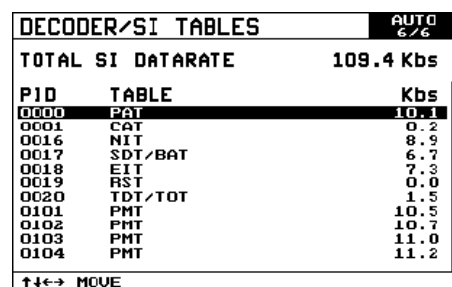 DECODER/SI TABLES AUTO
6/6
TOTAL SI DATARATE 109.4 Kbs
PID TABLE Kbs
0000 PAT 10.1
0001 CAT 0.2
0016 NIT 8.9
0017 SDT/BAT 6.7
0018 EIT 7.3
0019 RST 0.0
0020 TDT/TOT 1.5
0101 PMT 10.5
0102 PMT 10.7
0103 PMT 11.0
0104 PMT 11.2
↑↓←→ MOVE